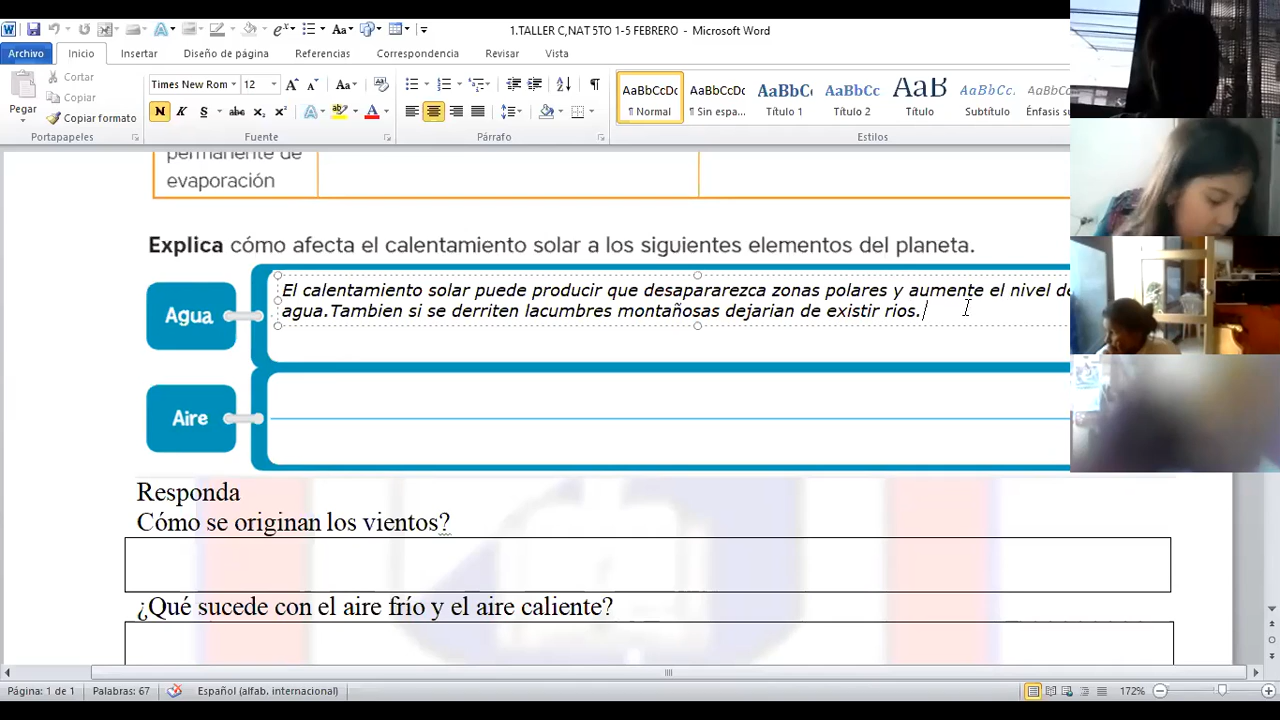 1.TALLER C,NAT 5TO 1-5 FEBRERO - Microsoft Word
Archivo Inicio Insertar Diseño de página Referencias Correspondencia Revisar Vista
Pegar
Cortar
Copiar
Copiar formato
Portapapeles
Times New Rom 12
Fuente
Párrafo
AaBbCcDc AaBbCcDc AaBbCc AaBbCc AaB AaBbCc. AaBbCc
¶ Normal ¶ Sin espa... Título 1 Título 2 Título Subtítulo Énfasis su
Estilos
permanente de
evaporación
Explica cómo afecta el calentamiento solar a los siguientes elementos del planeta.
Agua
El calentamiento solar puede producir que desapararezca zonas polares y aumente el nivel de
agua.Tambien si se derriten lacumbres montañosas dejarian de existir rios.
Aire
Responda
Cómo se originan los vientos?
¿Qué sucede con el aire frío y el aire caliente?
Página: 1 de 1 Palabras: 67 Español (alfab. internacional) 172%